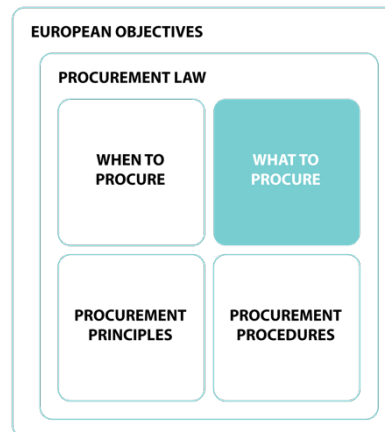 EUROPEAN OBJECTIVES
PROCUREMENT LAW
WHEN TO
PROCURE
WHAT TO
PROCURE
PROCUREMENT
PRINCIPLES
PROCUREMENT
PROCEDURES